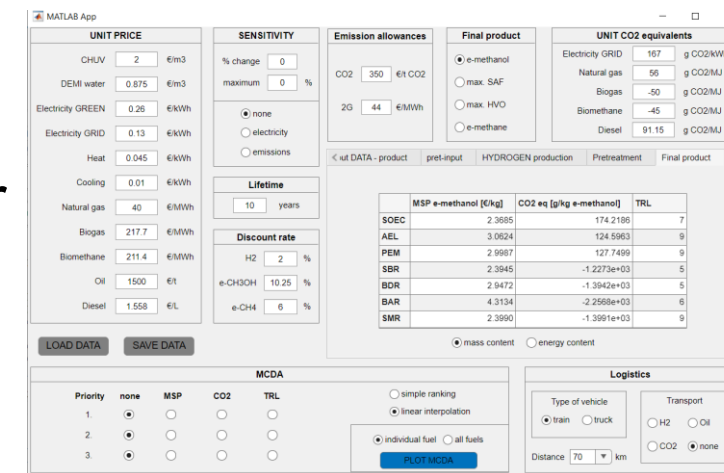 MATLAB App
UNIT PRICE
CHUV 2 €/m3
DEMI water 0.875 €/m3
Electricity GREEN 0.26 €/kWh
Electricity GRID 0.13 €/kWh
Heat 0.045 €/kWh
Cooling 0.01 €/kWh
Natural gas 40 €/MWh
Biogas 217.7 €/MWh
Biomethane 211.4 €/MWh
Oil 1500 €/t
Diesel 1.558 €/L
LOAD DATA SAVE DATA
SENSITIVITY
% change 0
maximum 0 %
none
electricity
emissions
Lifetime
10 years
Discount rate
H2 2 %
e-CH3OH 10.25 %
e-CH4 6 %
Emission allowances
CO2 350 €/t CO2
2G 44 €/MWh
Final product
e-methanol
max. SAF
max. HVO
e-methane
UNIT CO2 equivalents
Electricity GRID 167 g CO2/kW
Natural gas 56 g CO2/MJ
Biogas -50 g CO2/MJ
Biomethane -45 g CO2/MJ
Diesel 91.15 g CO2/MJ
< ut DATA - product pret-input HYDROGEN production Pretreatment Final product
MSP e-methanol [€/kg] CO2 eq [g/kg e-methanol] TRL
SOEC 2.3685 174.2186 7
AEL 3.0624 124.5963 9
PEM 2.9987 127.7499 9
SBR 2.3945 -1.2273e+03 5
BDR 2.9472 -1.3942e+03 5
BAR 4.3134 -2.2568e+03 6
SMR 2.3990 -1.3991e+03 9
mass content energy content
MCDA
Priority none MSP CO2 TRL
1.
2.
3.
simple ranking
linear interpolation
individual fuel all fuels
PLOT MCDA
Logistics
Type of vehicle
train truck
Distance 70 km
Transport
H2 Oil
CO2 none